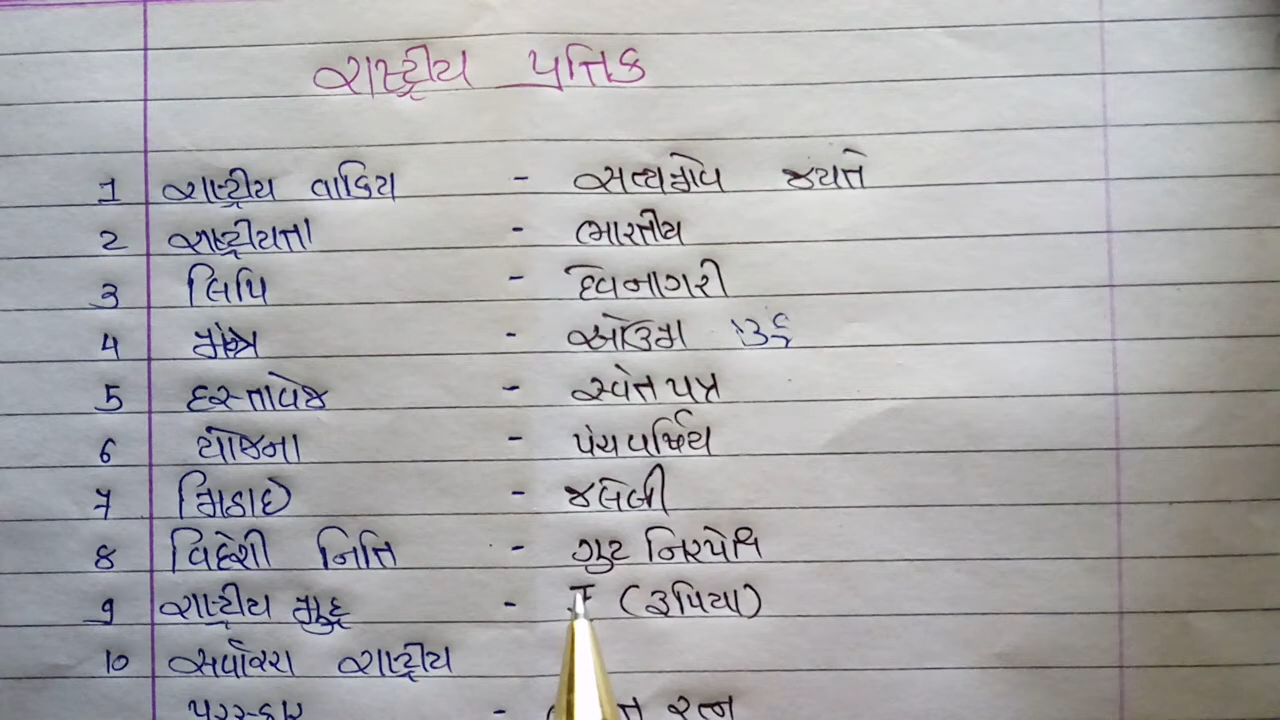 રાષ્ટ્રીય પ્રતિક
1 રાષ્ટ્રીય વાકિય - સત્યમેવ જયતે
2 રાષ્ટ્રીયતા - ભારતીય
3 લિપિ - દેવનાગરી
4 મંત્ર - ઓઉમ ૐ
5 દસ્તાવેજ - સ્વેતપત્ર
6 યોજના - પંચવર્ષિય
7 મિઠાઇ - જલેબી
8 વિદેશી નિતિ - ગુટ નિરપેક્ષ
9 રાષ્ટ્રીય મુદ્રા - (રૂપિયા)
10 સર્વોચ્ચ રાષ્ટ્રીય
પુરસ્કાર - રત્ન